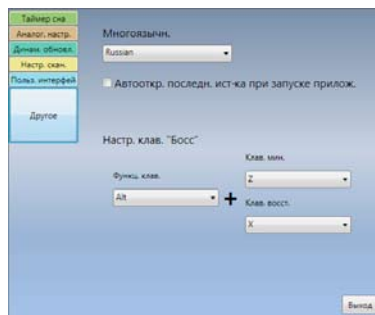 Таймер сна
Аналог. настр.
Динам. обновл.
Настр. скан.
Польз. интерфей
Другое
Многоязычн.
Russian
Автооткр. последн. ист-ка при запуске прилож.
Настр. клав. "Босс"
Функц. клав.
Alt
+
Клав. мин.
Z
Клав. восст.
X
Выход